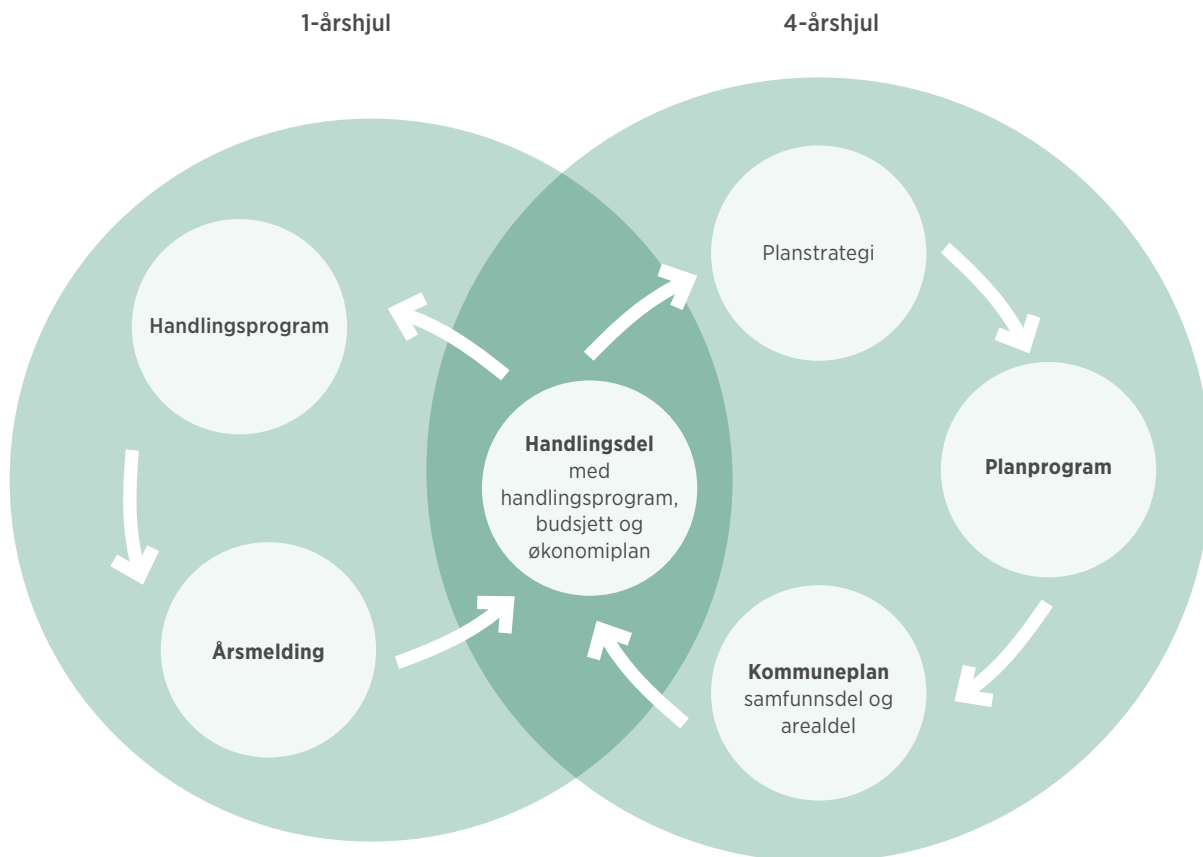 1-årshjul
4-årshjul
Planstrategi
Handlingsprogram
Handlingsdel
med
handlingsprogram,
budsjett og
økonomiplan
Planprogram
Årsmelding
Kommuneplan
samfunnsdel og
arealdel